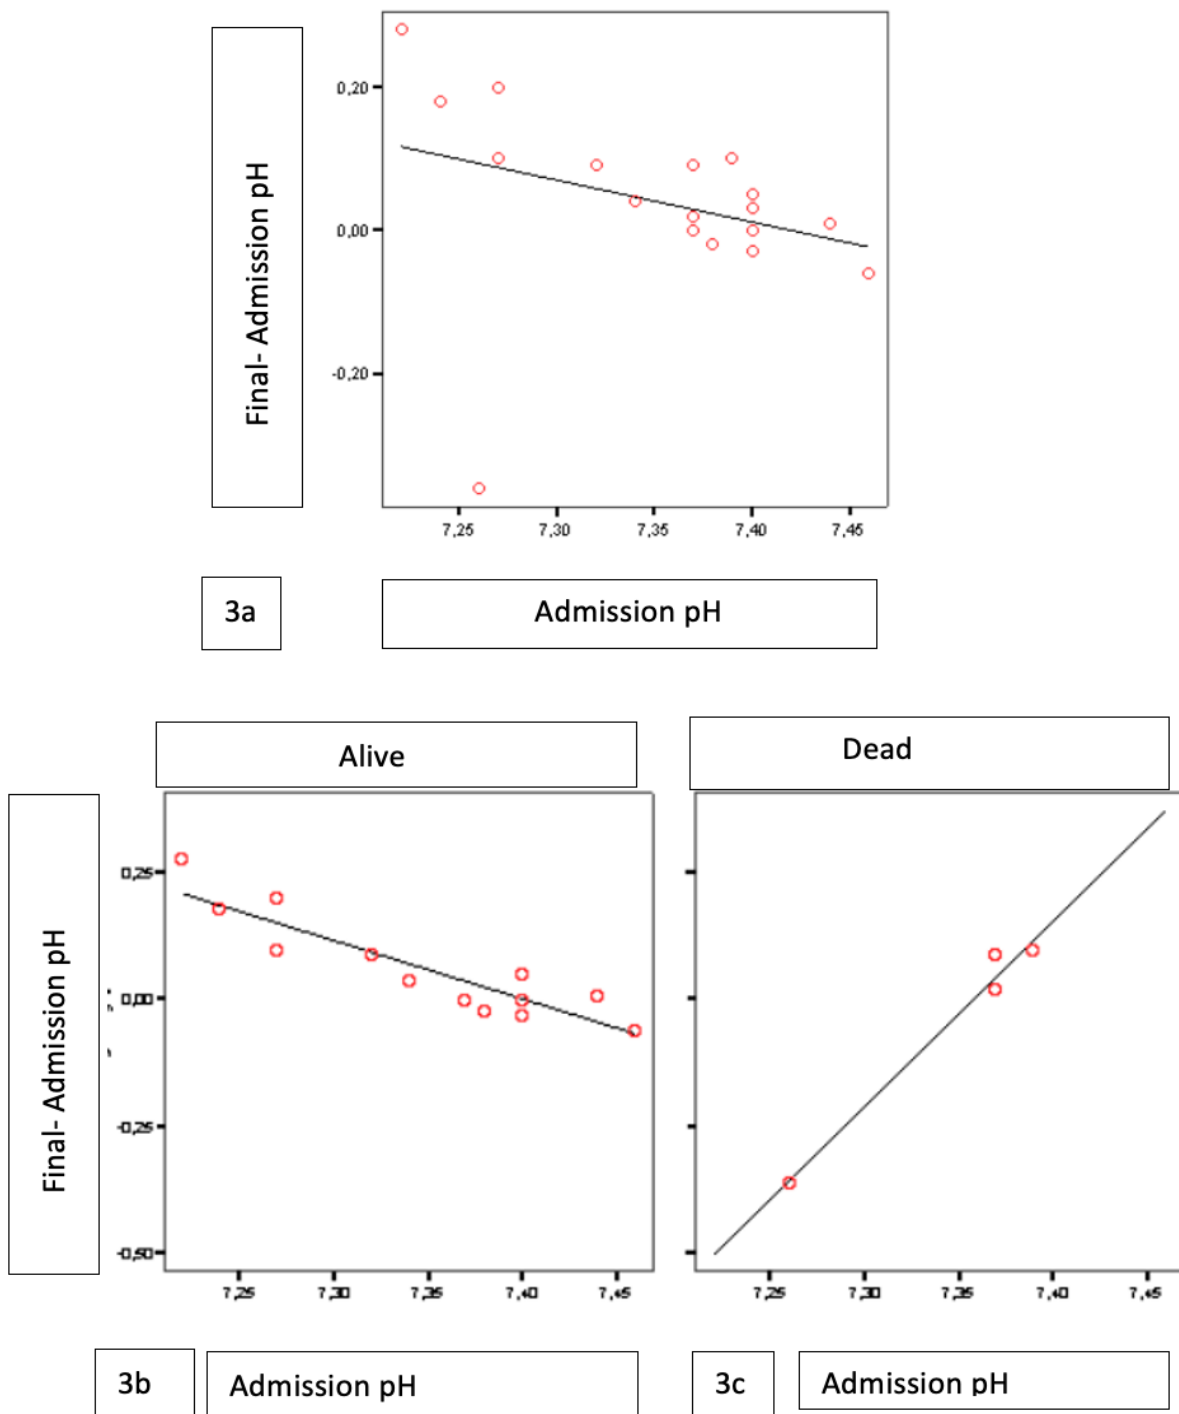 Final- Admission pH
0,20
0,00
-0,20
7,25 7,30 7,35 7,40 7,45
3a
Admission pH
Alive
Dead
Final- Admission pH
0,25
0,00
-0,25
-0,50
7,25 7,30 7,35 7,40 7,45
7,25 7,30 7,35 7,40 7,45
3b
Admission pH
3c
Admission pH